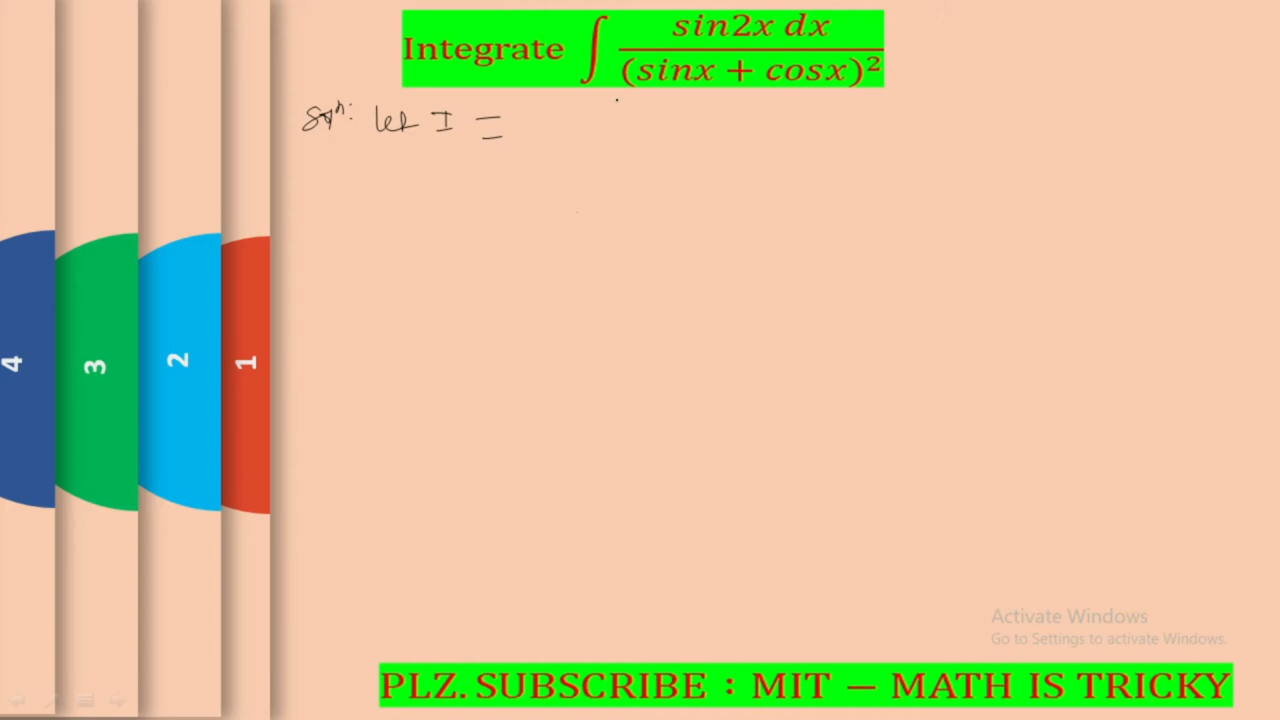 Integrate ∫ sin2x dx / (sinx + cosx)²
Solⁿ: let I =
4
3
2
1
Activate Windows
Go to Settings to activate Windows.
PLZ. SUBSCRIBE : MIT – MATH IS TRICKY